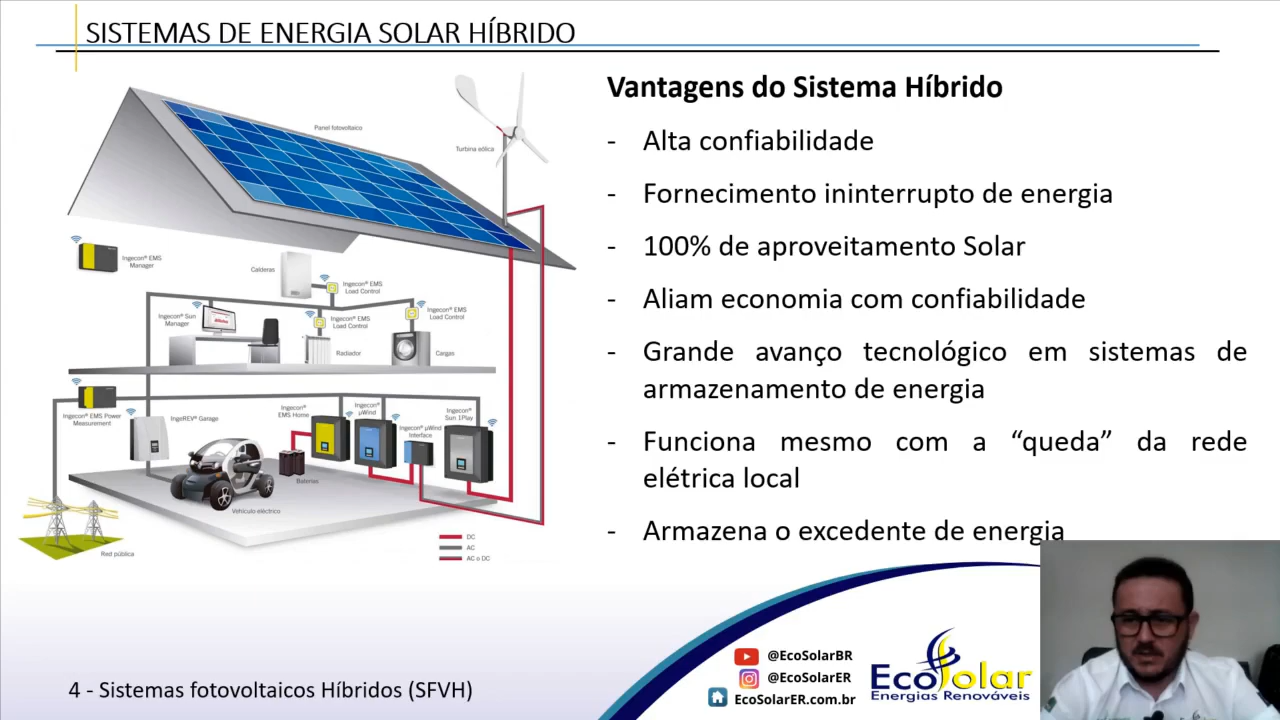 SISTEMAS DE ENERGIA SOLAR HÍBRIDO
Vantagens do Sistema Híbrido
- Alta confiabilidade
- Fornecimento ininterrupto de energia
- 100% de aproveitamento Solar
- Aliam economia com confiabilidade
- Grande avanço tecnológico em sistemas de
armazenamento de energia
- Funciona mesmo com a “queda” da rede
elétrica local
- Armazena o excedente de energia
Panel fotovoltaico
Turbina eólica
Ingecon® EMS
Manager
Calderas
Ingecon® EMS
Load Control
Ingecon® Sun
Manager
Ingecon® EMS
Load Control
Ingecon® EMS
Load Control
Radiador
Cargas
Ingecon® EMS Power
Measurement
IngeREV® Garage
Ingecon®
EMS Home
Ingecon®
µWind
Ingecon® µWind
Interface
Ingecon®
Sun 1Play
Baterías
Vehículo eléctrico
Red pública
DC
AC
AC o DC
4 - Sistemas fotovoltaicos Híbridos (SFVH)
@EcoSolarBR
@EcoSolarER
EcoSolarER.com.br
EcoSolar
Energias Renováveis